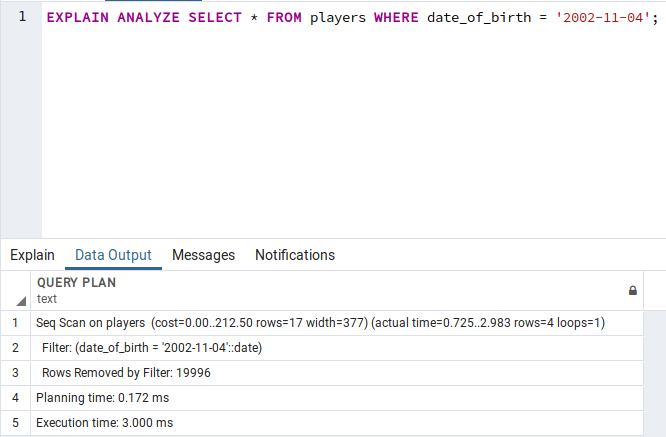 1 EXPLAIN ANALYZE SELECT * FROM players WHERE date_of_birth = '2002-11-04';
Explain Data Output Messages Notifications
QUERY PLAN
text
1 Seq Scan on players (cost=0.00..212.50 rows=17 width=377) (actual time=0.725..2.983 rows=4 loops=1)
2 Filter: (date_of_birth = '2002-11-04'::date)
3 Rows Removed by Filter: 19996
4 Planning time: 0.172 ms
5 Execution time: 3.000 ms